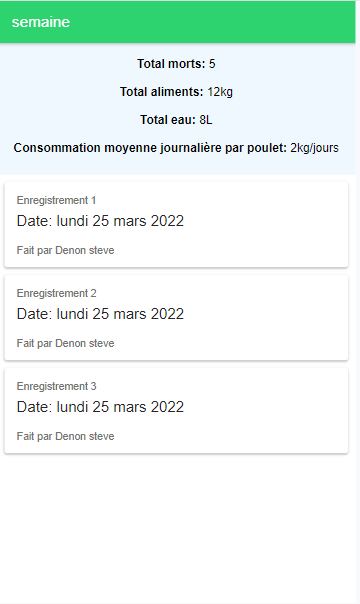 semaine
Total morts: 5
Total aliments: 12kg
Total eau: 8L
Consommation moyenne journalière par poulet: 2kg/jours
Enregistrement 1
Date: lundi 25 mars 2022
Fait par Denon steve
Enregistrement 2
Date: lundi 25 mars 2022
Fait par Denon steve
Enregistrement 3
Date: lundi 25 mars 2022
Fait par Denon steve